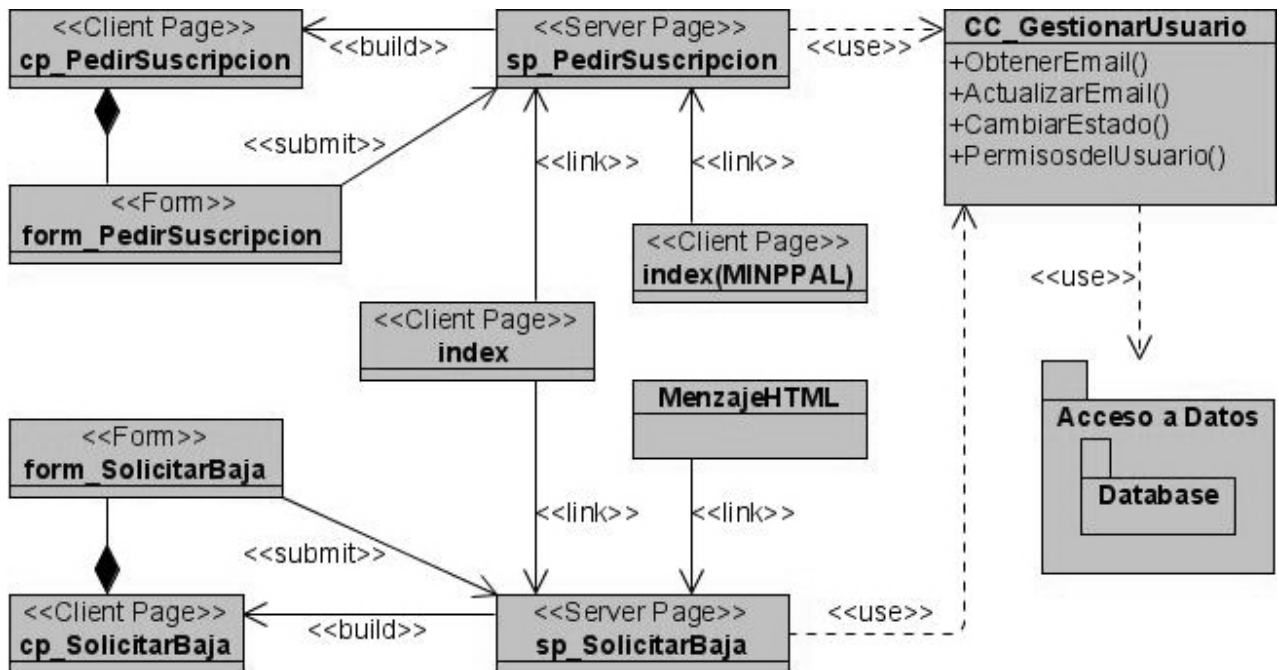 <<Client Page>>
cp_PedirSuscripcion
<<build>>
<<Server Page>>
sp_PedirSuscripcion
<<use>>
CC_GestionarUsuario
+ObtenerEmail()
+ActualizarEmail()
+CambiarEstado()
+PermisosdelUsuario()
<<submit>>
<<link>>
<<link>>
<<Form>>
form_PedirSuscripcion
<<Client Page>>
index(MINPPAL)
<<use>>
<<Client Page>>
index
MenzajeHTML
Acceso a Datos
Database
<<Form>>
form_SolicitarBaja
<<link>>
<<link>>
<<submit>>
<<Client Page>>
cp_SolicitarBaja
<<build>>
<<Server Page>>
sp_SolicitarBaja
<<use>>